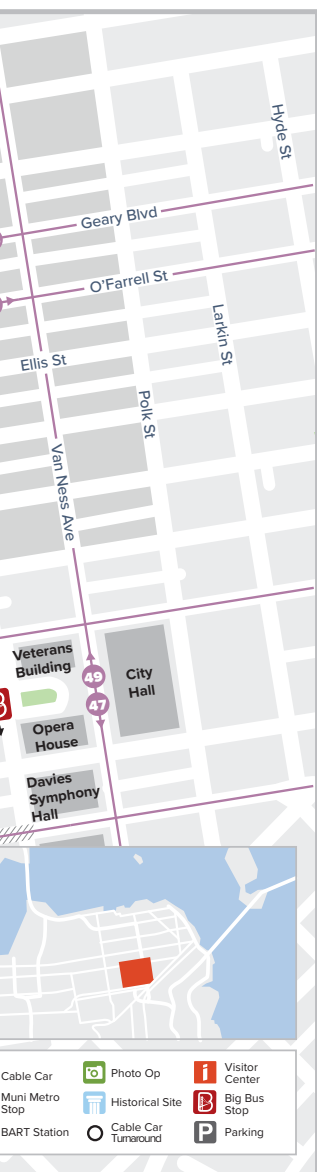 Hyde St
Geary Blvd
O'Farrell St
Larkin St
Ellis St
Polk St
Van Ness Ave
Veterans
Building
49
City
Hall
47
Opera
House
Davies
Symphony
Hall
Cable Car
Photo Op
i
Visitor
Center
Muni Metro
Stop
Historical Site
B
Big Bus
Stop
BART Station
Cable Car
Turnaround
P
Parking